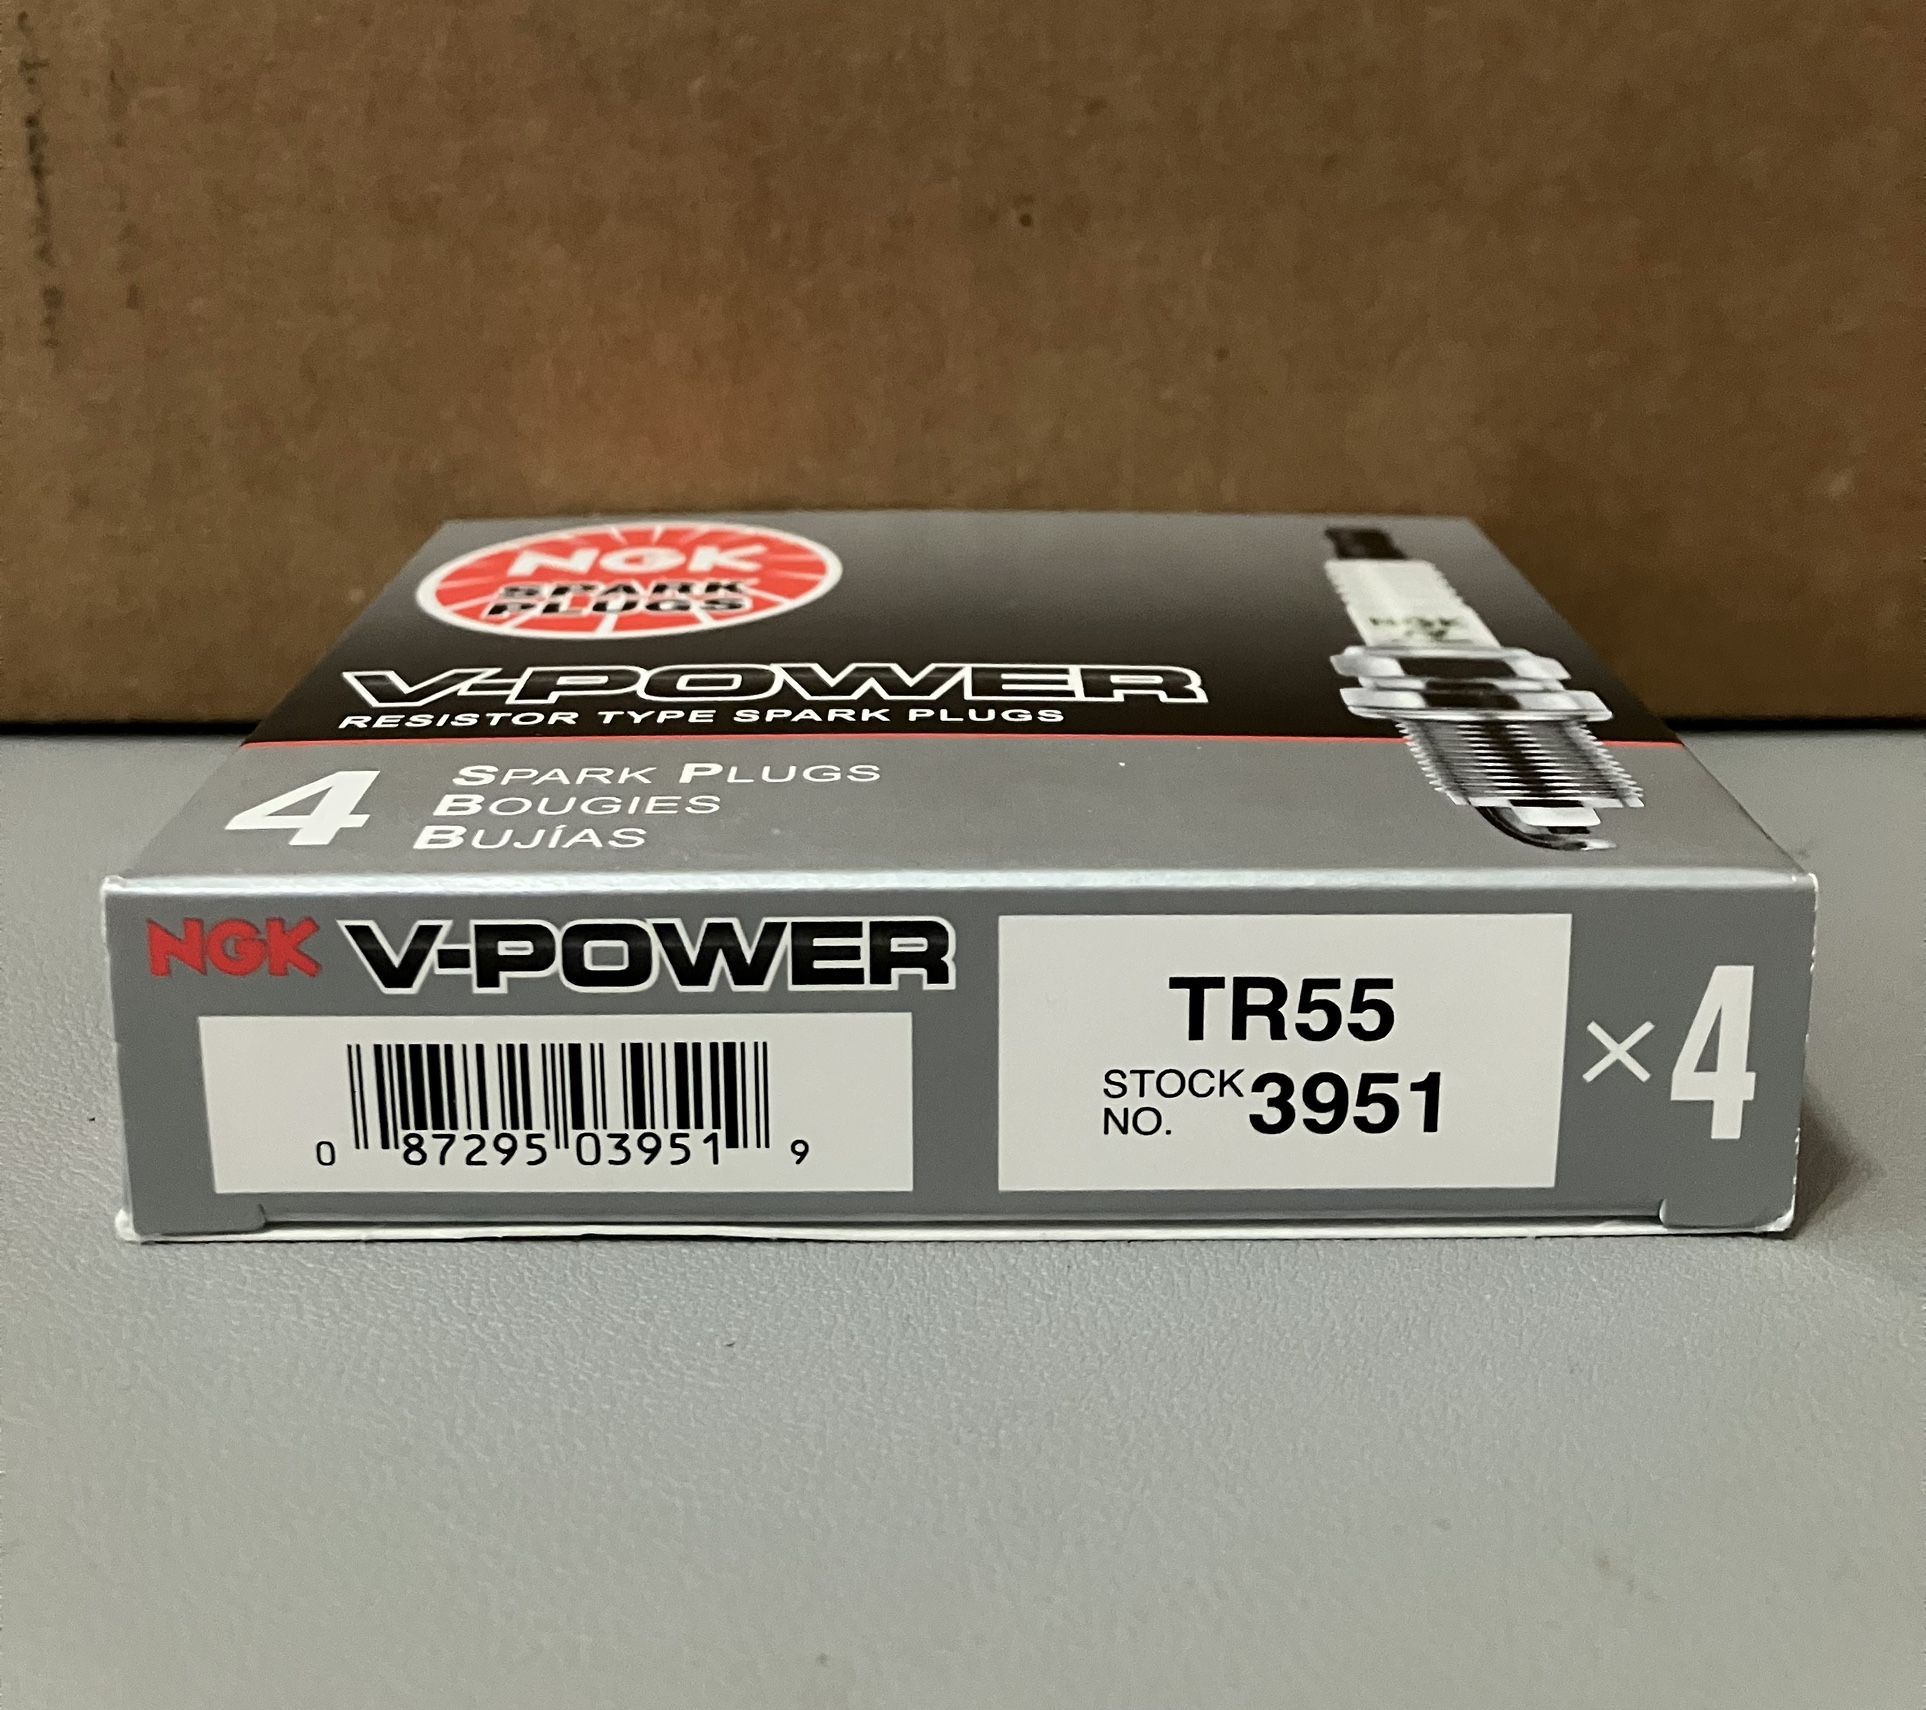 NGK
SPARK
PLUGS
V-POWER
RESISTOR TYPE SPARK PLUGS
4
SPARK PLUGS
BOUGIES
BUJÍAS
NGK
NGK V-POWER
0 87295 03951 9
TR55
STOCK NO. 3951
×4